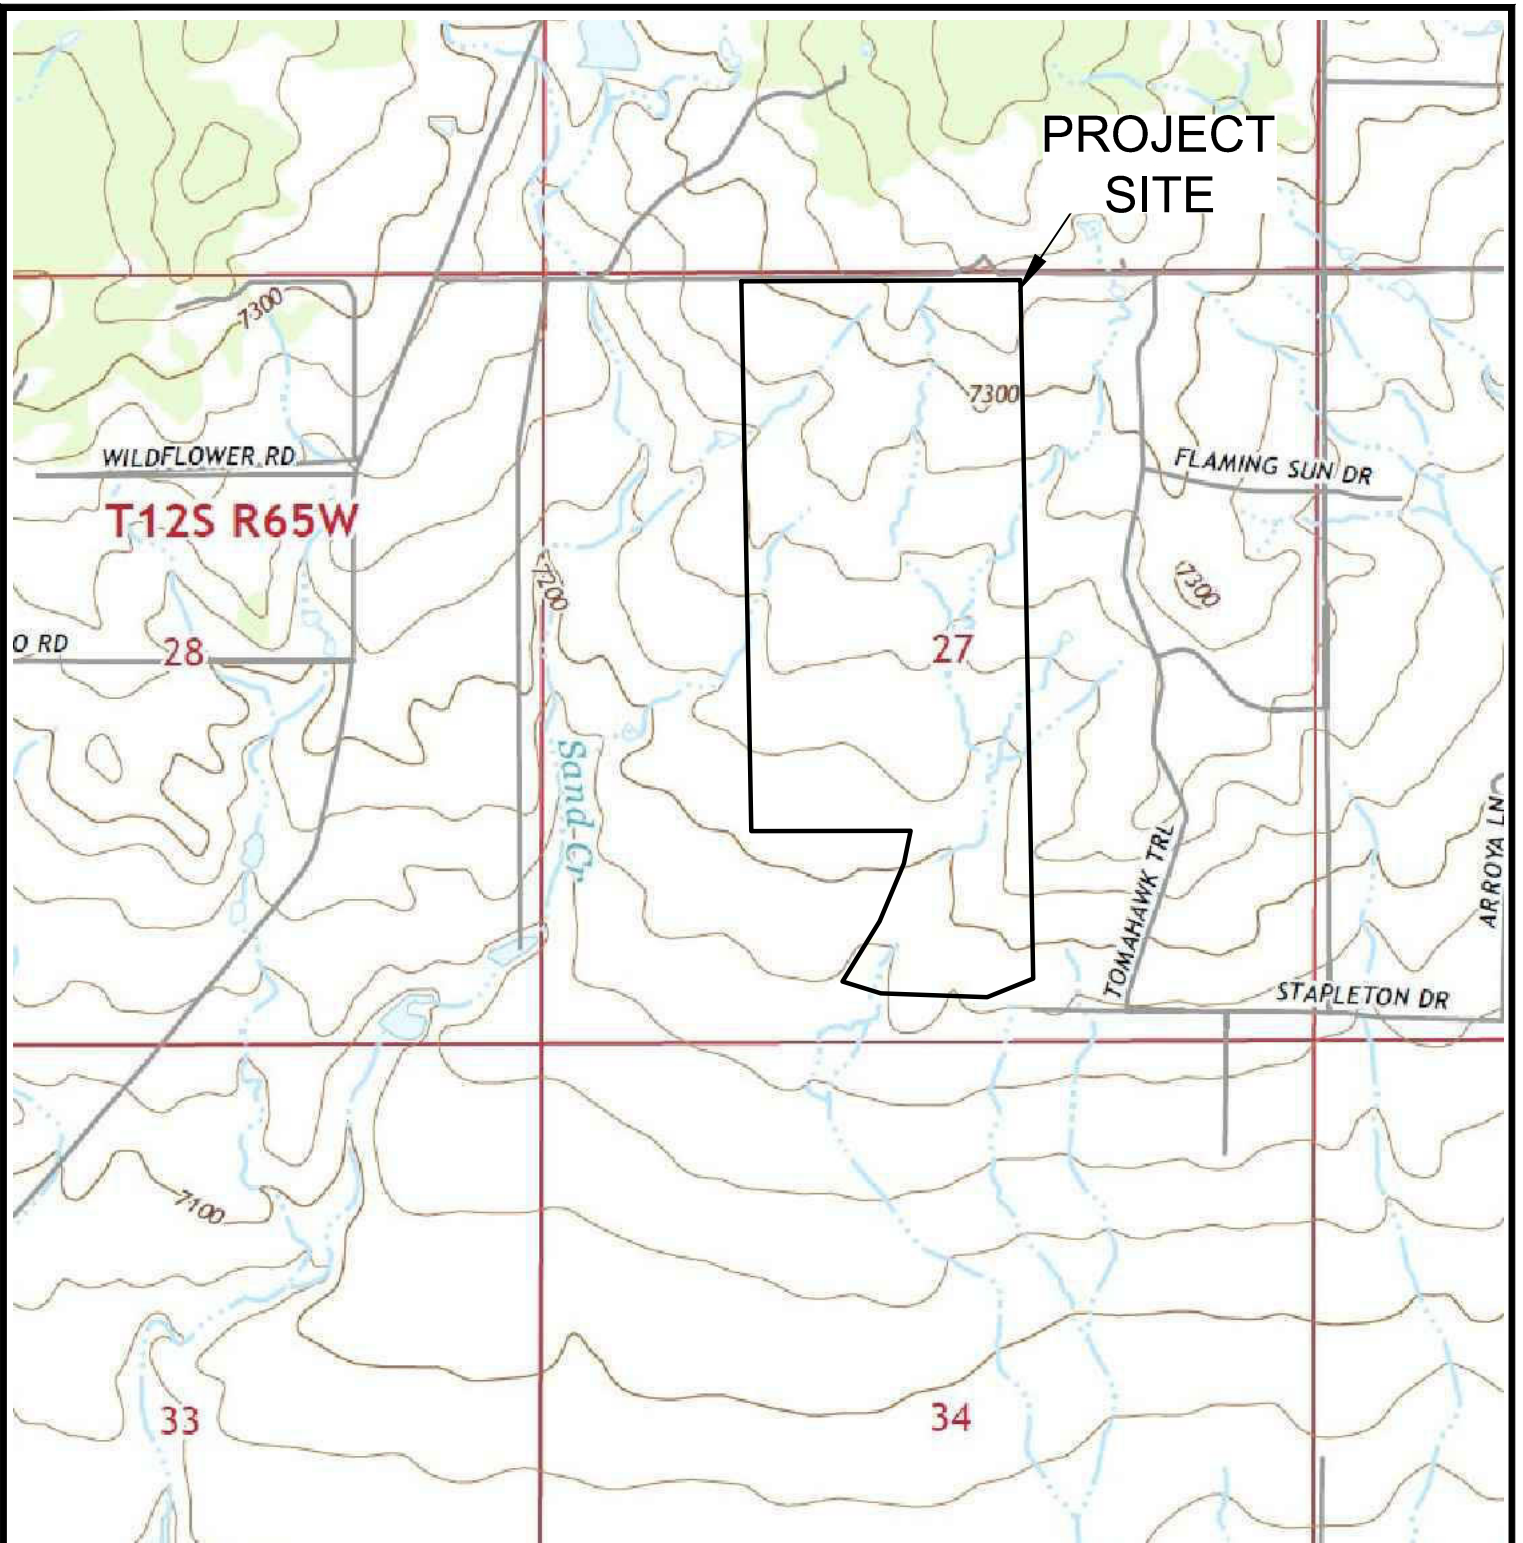 PROJECT
SITE
7300
7300
WILDFLOWER RD
FLAMING SUN DR
T12S R65W
7200
7300
O RD
28
27
Sand Cr
TOMAHAWK TRL
ARROYA LN
STAPLETON DR
7100
33
34